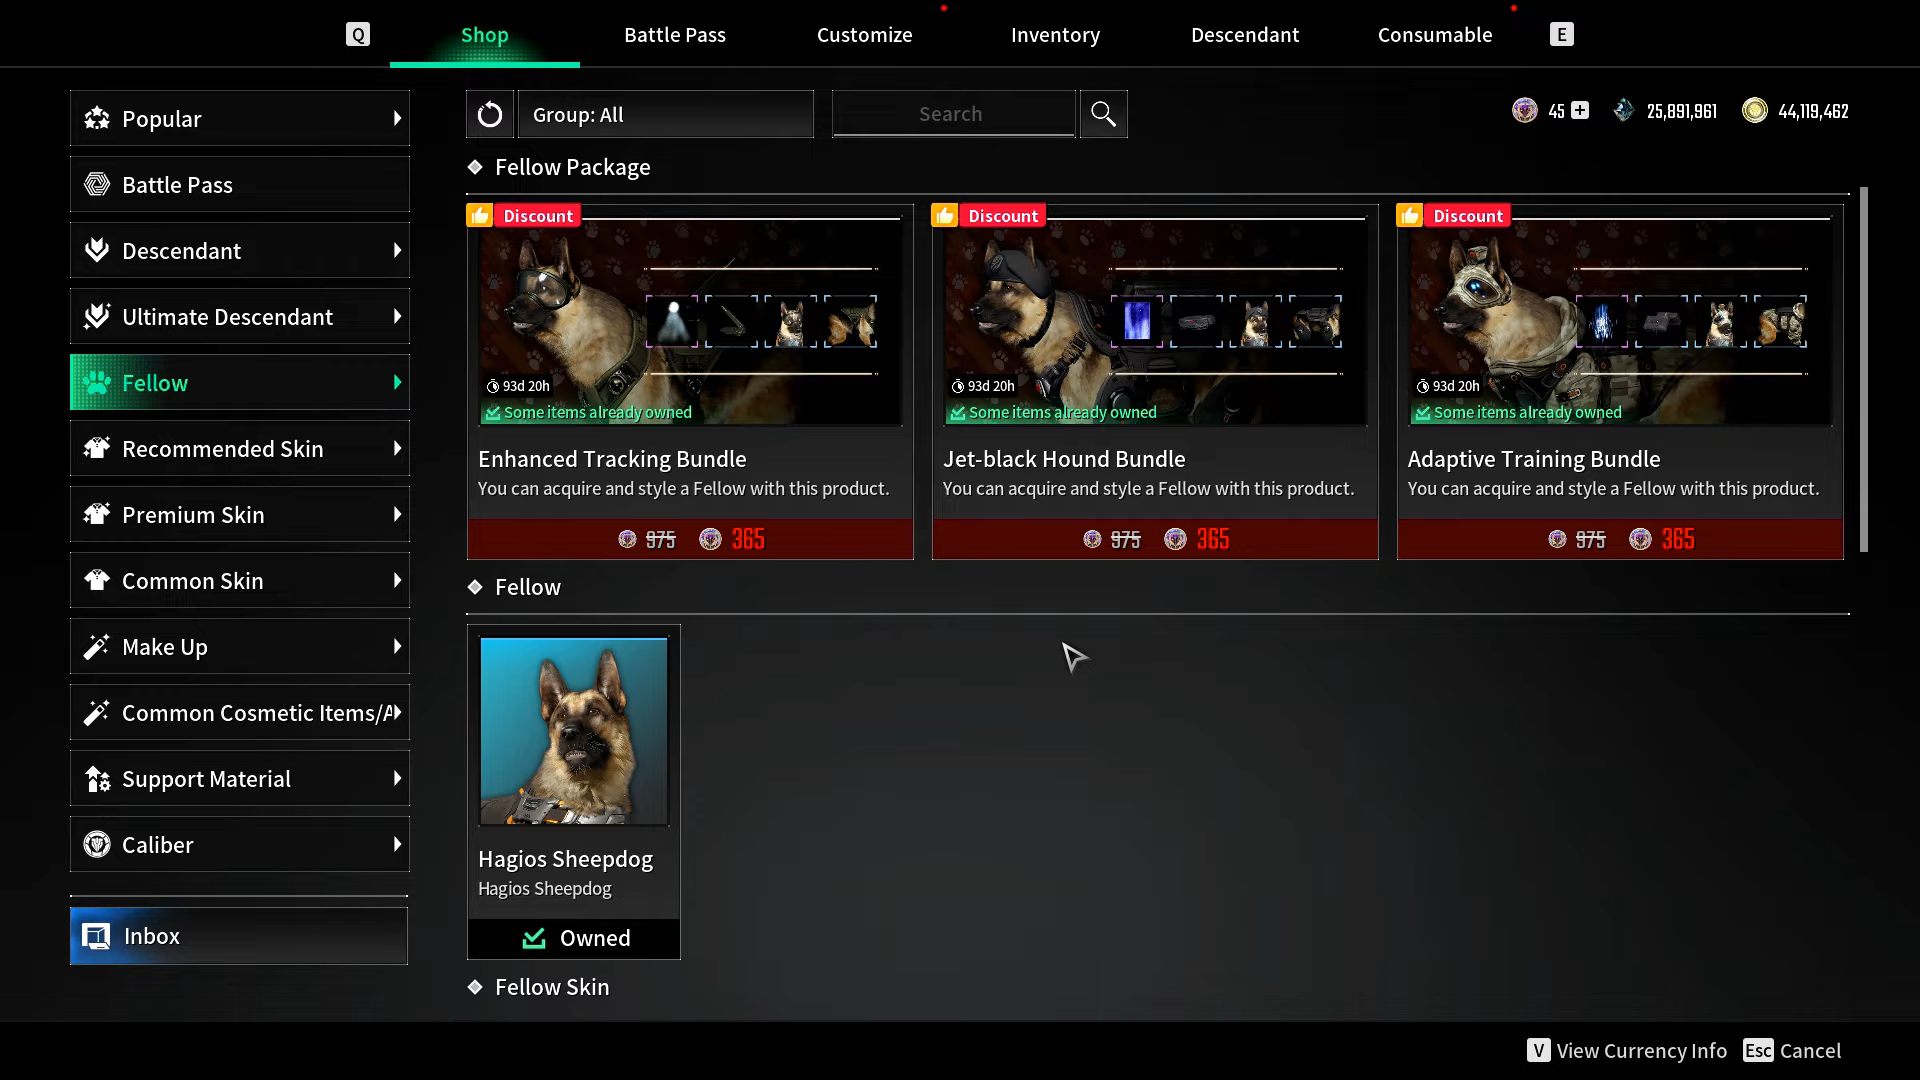 Q
Shop
Battle Pass
Customize
Inventory
Descendant
Consumable
E
Popular
Battle Pass
Descendant
Ultimate Descendant
Fellow
Recommended Skin
Premium Skin
Common Skin
Make Up
Common Cosmetic Items/A
Support Material
Caliber
Inbox
Group: All
Search
45
25,891,961
44,119,462
Fellow Package
Discount
93d 20h
Some items already owned
Enhanced Tracking Bundle
You can acquire and style a Fellow with this product.
975 365
Discount
93d 20h
Some items already owned
Jet-black Hound Bundle
You can acquire and style a Fellow with this product.
975 365
Discount
93d 20h
Some items already owned
Adaptive Training Bundle
You can acquire and style a Fellow with this product.
975 365
Fellow
Hagios Sheepdog
Hagios Sheepdog
Owned
Fellow Skin
V View Currency Info
Esc Cancel